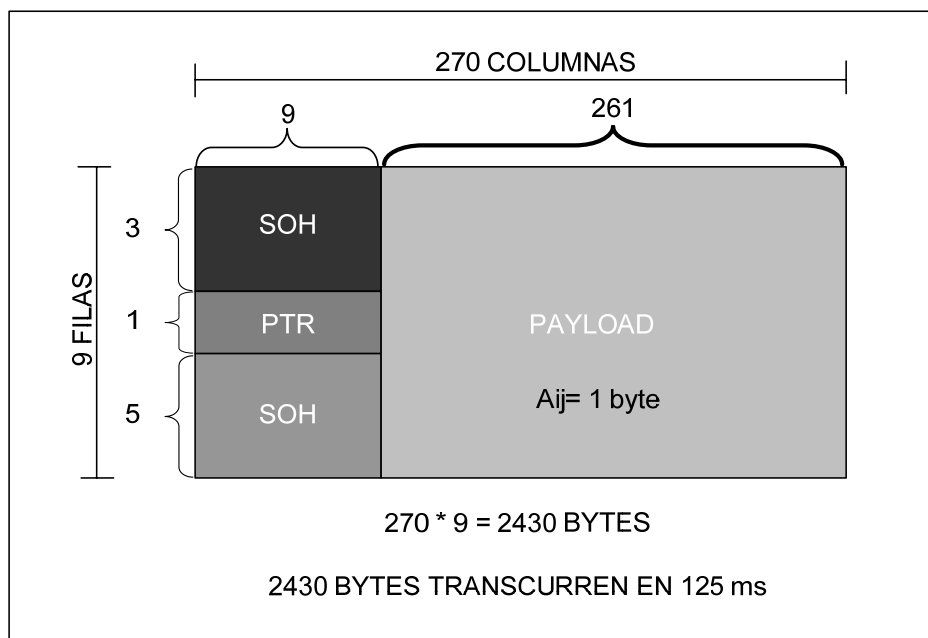 270 COLUMNAS
9
261
9 FILAS
3
SOH
1
PTR
PAYLOAD
Aij= 1 byte
5
SOH
270 * 9 = 2430 BYTES
2430 BYTES TRANSCURREN EN 125 ms